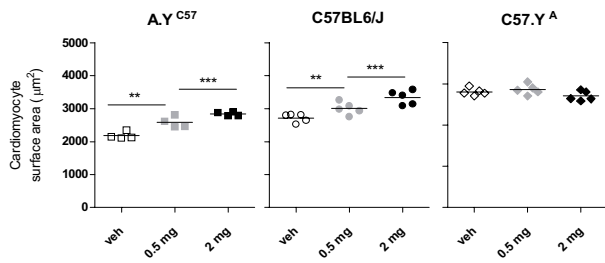 A.Y C57
C57BL6/J
C57.Y A
Cardiomyocyte
surface area (μm²)
5000
4000
3000
2000
1000
0
** ***
** ***
veh 0.5 mg 2 mg
veh 0.5 mg 2 mg
veh 0.5 mg 2 mg